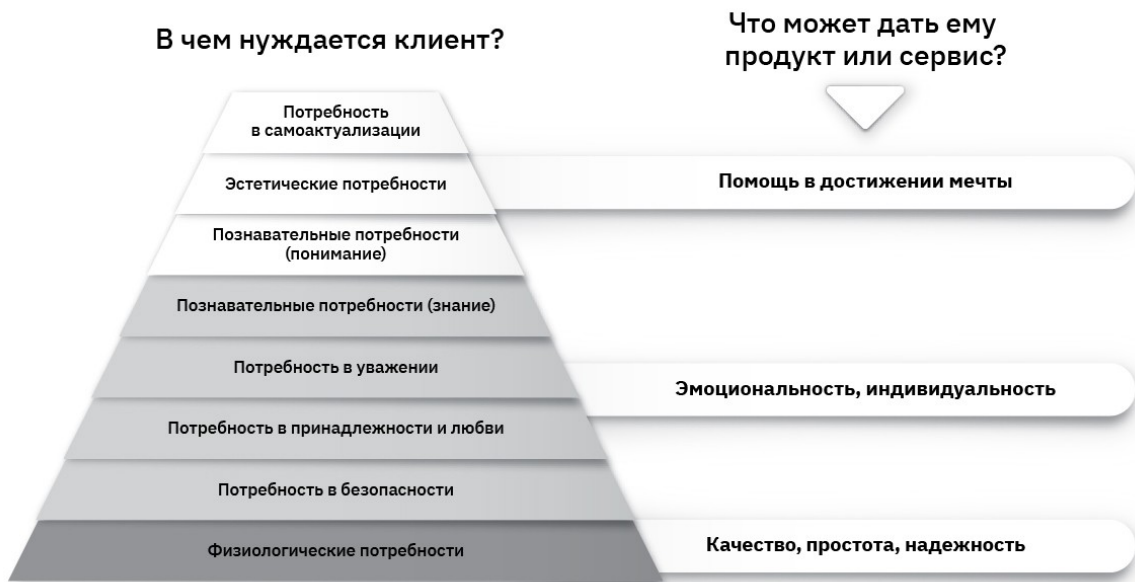 В чем нуждается клиент?
Что может дать ему
продукт или сервис?
Потребность
в самоактуализации
Эстетические потребности
Помощь в достижении мечты
Познавательные потребности
(понимание)
Познавательные потребности (знание)
Потребность в уважении
Эмоциональность, индивидуальность
Потребность в принадлежности и любви
Потребность в безопасности
Физиологические потребности
Качество, простота, надежность